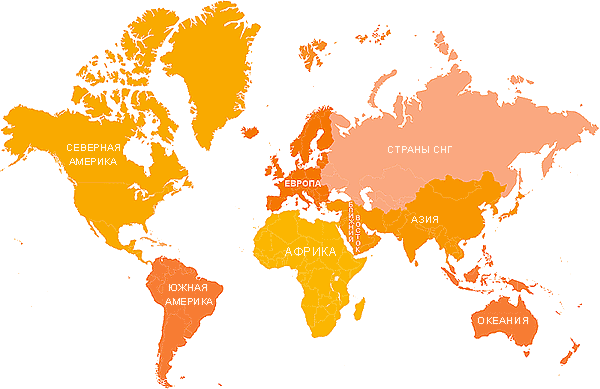 СЕВЕРНАЯ
АМЕРИКА
СТРАНЫ СНГ
ЕВРОПА
БЛИЖНИЙ
ВОСТОК
АЗИЯ
АФРИКА
ЮЖНАЯ
АМЕРИКА
ОКЕАНИЯ